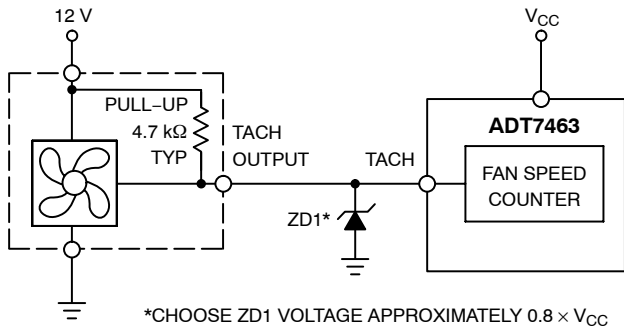 12 V
V_CC
PULL–UP
4.7 kΩ
TYP
TACH
OUTPUT
TACH
ADT7463
FAN SPEED
COUNTER
ZD1*
*CHOOSE ZD1 VOLTAGE APPROXIMATELY 0.8 × V_CC